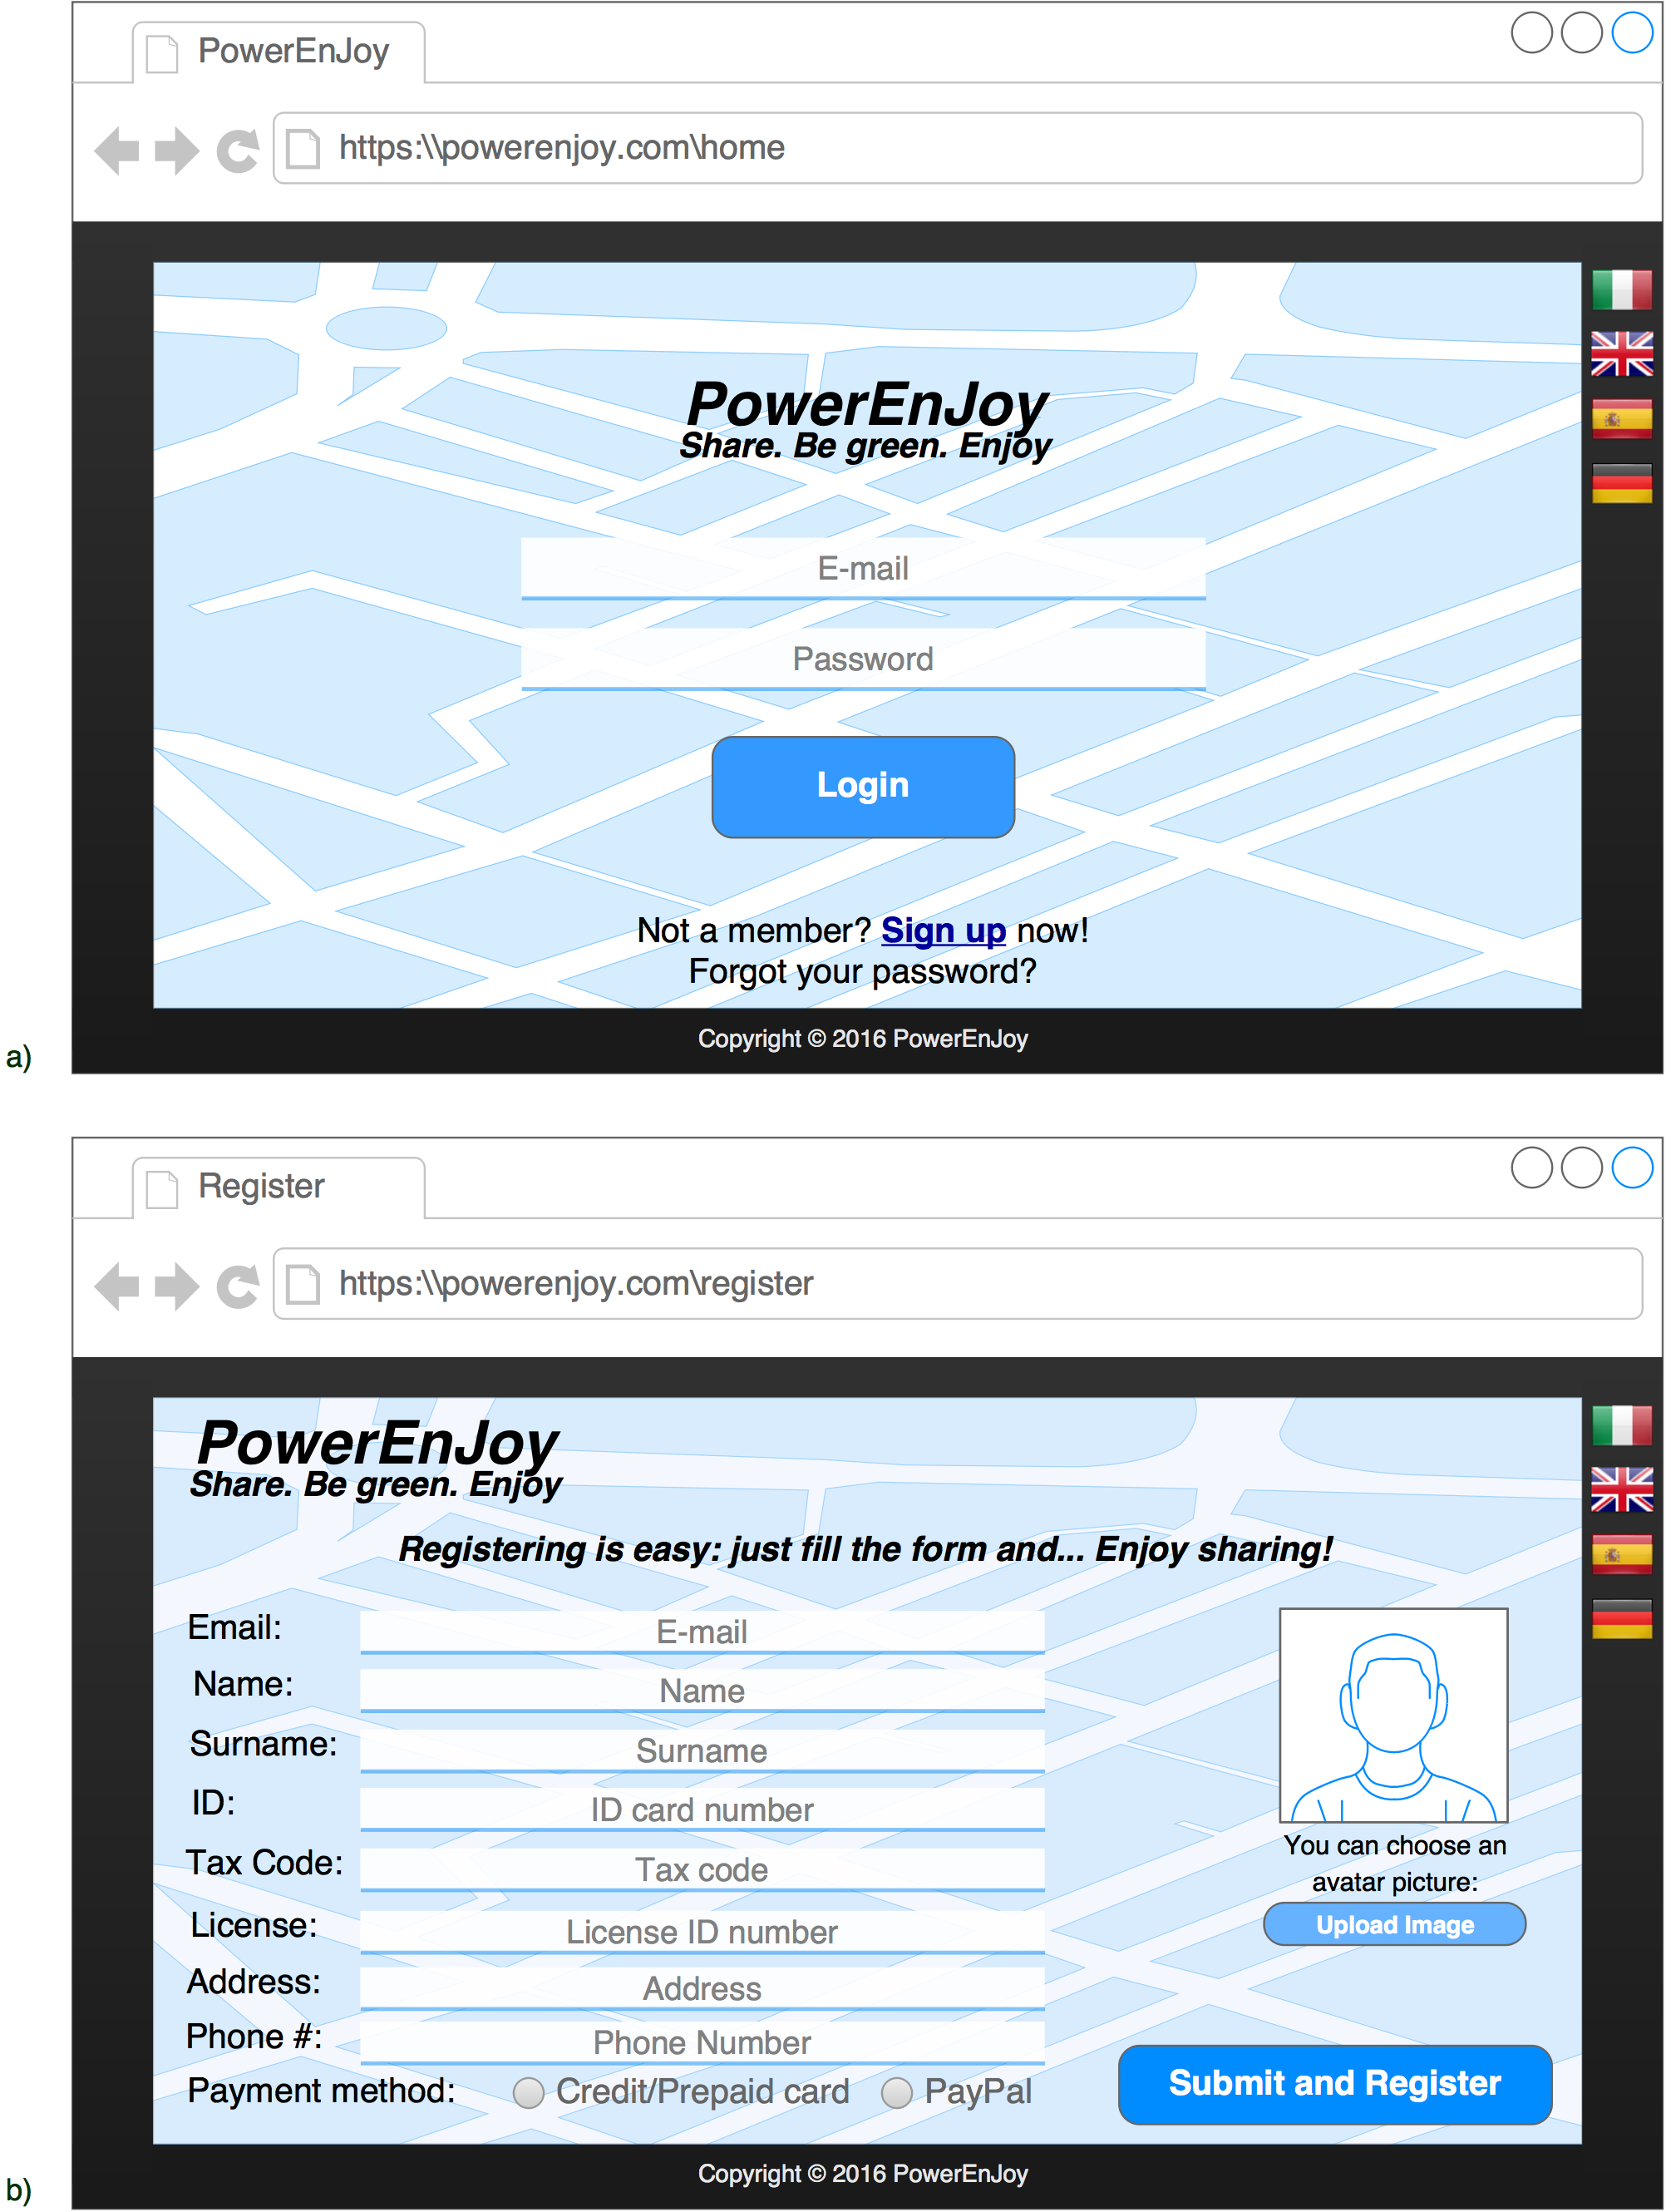 PowerEnJoy
https:\\powerenjoy.com\home
PowerEnJoy
Share. Be green. Enjoy
E-mail
Password
Login
Not a member? Sign up now!
Forgot your password?
Copyright © 2016 PowerEnJoy
a)
Register
https:\\powerenjoy.com\register
PowerEnJoy
Share. Be green. Enjoy
Registering is easy: just fill the form and... Enjoy sharing!
Email: E-mail
Name: Name
Surname: Surname
ID: ID card number
Tax Code: Tax code
License: License ID number
Address: Address
Phone #: Phone Number
Payment method: Credit/Prepaid card PayPal
You can choose an
avatar picture:
Upload Image
Submit and Register
Copyright © 2016 PowerEnJoy
b)